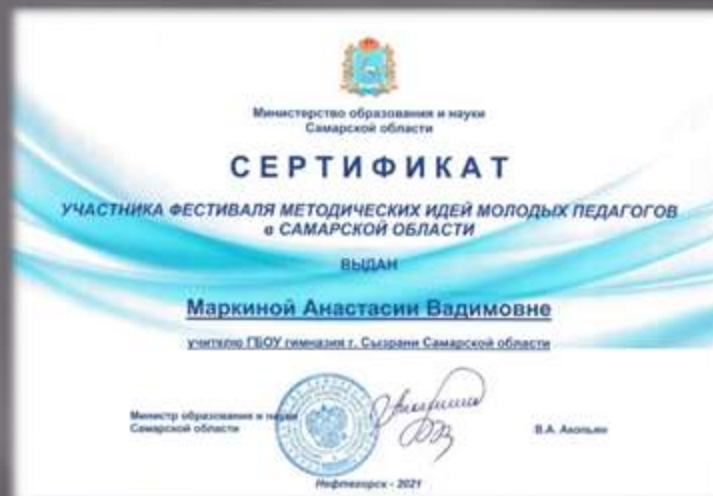 Министерство образования и науки
Самарской области
СЕРТИФИКАТ
УЧАСТНИКА ФЕСТИВАЛЯ МЕТОДИЧЕСКИХ ИДЕЙ МОЛОДЫХ ПЕДАГОГОВ
в САМАРСКОЙ ОБЛАСТИ
ВЫДАН
Маркиной Анастасии Вадимовне
учителю ГБОУ гимназия г. Сызрани Самарской области
Министр образования и науки
Самарской области
В.А. Акопьян
Нефтегорск - 2021